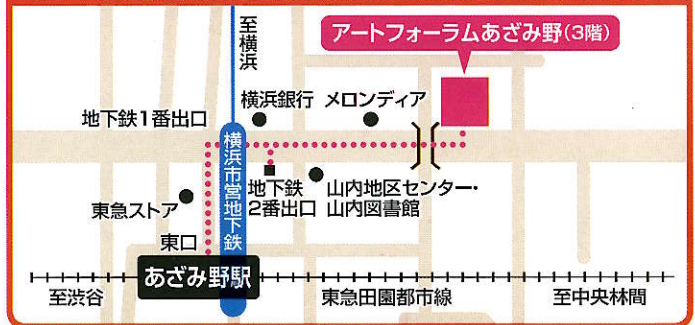 アートフォーラムあざみ野(3階)
至横浜
横浜銀行
メロンディア
地下鉄1番出口
横浜市営地下鉄
地下鉄
2番出口
山内地区センター・
山内図書館
東急ストア
東口
あざみ野駅
至渋谷
東急田園都市線
至中央林間